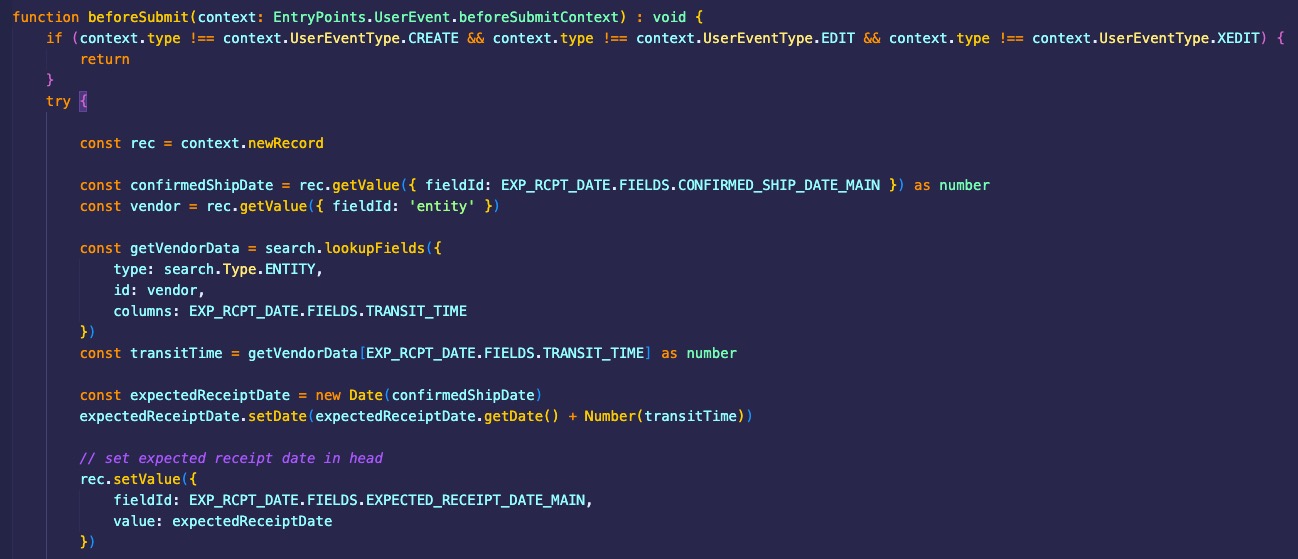 function beforeSubmit(context: EntryPoints.UserEvent.beforeSubmitContext) : void {
if (context.type !== context.UserEventType.CREATE && context.type !== context.UserEventType.EDIT && context.type !== context.UserEventType.XEDIT) {
return
}
try {
const rec = context.newRecord
const confirmedShipDate = rec.getValue({ fieldId: EXP_RCPT_DATE.FIELDS.CONFIRMED_SHIP_DATE_MAIN }) as number
const vendor = rec.getValue({ fieldId: 'entity' })
const getVendorData = search.lookupFields({
type: search.Type.ENTITY,
id: vendor,
columns: EXP_RCPT_DATE.FIELDS.TRANSIT_TIME
})
const transitTime = getVendorData[EXP_RCPT_DATE.FIELDS.TRANSIT_TIME] as number
const expectedReceiptDate = new Date(confirmedShipDate)
expectedReceiptDate.setDate(expectedReceiptDate.getDate() + Number(transitTime))
// set expected receipt date in head
rec.setValue({
fieldId: EXP_RCPT_DATE.FIELDS.EXPECTED_RECEIPT_DATE_MAIN,
value: expectedReceiptDate
})